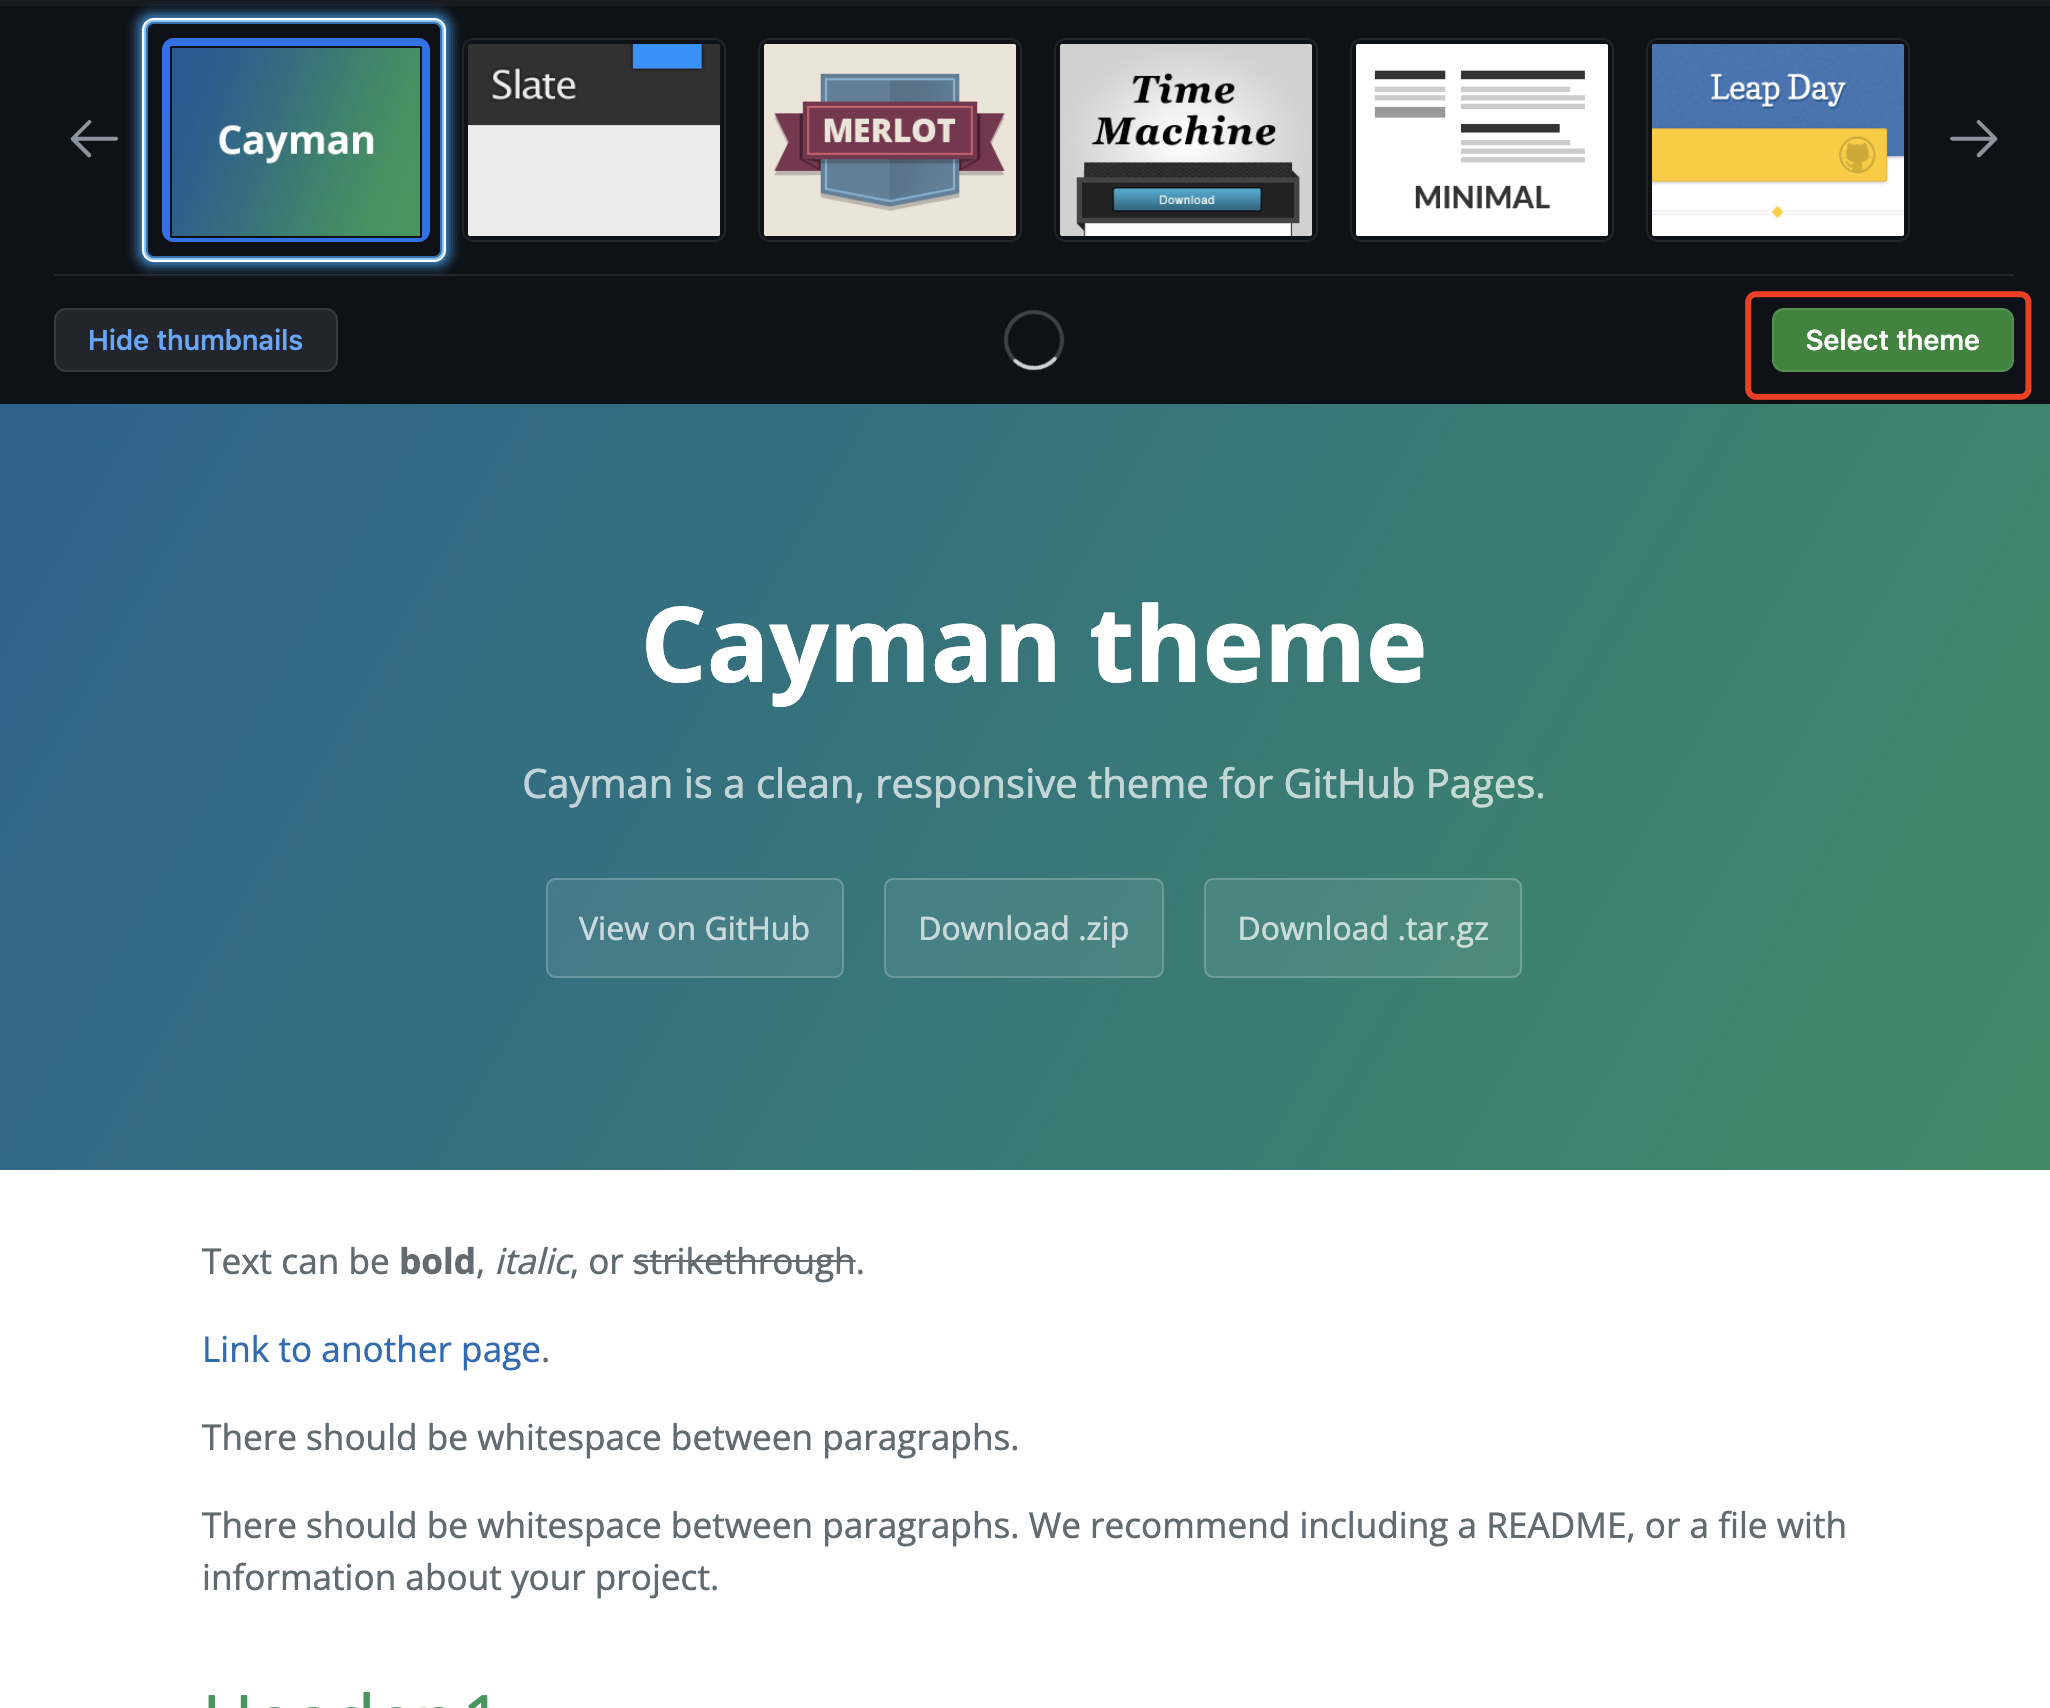 Cayman
Slate
MERLOT
Time
Machine
Download
MINIMAL
Leap Day
Hide thumbnails
Select theme
Cayman theme
Cayman is a clean, responsive theme for GitHub Pages.
View on GitHub
Download .zip
Download .tar.gz
Text can be bold, italic, or strikethrough.
Link to another page.
There should be whitespace between paragraphs.
There should be whitespace between paragraphs. We recommend including a README, or a file with
information about your project.
Header 1